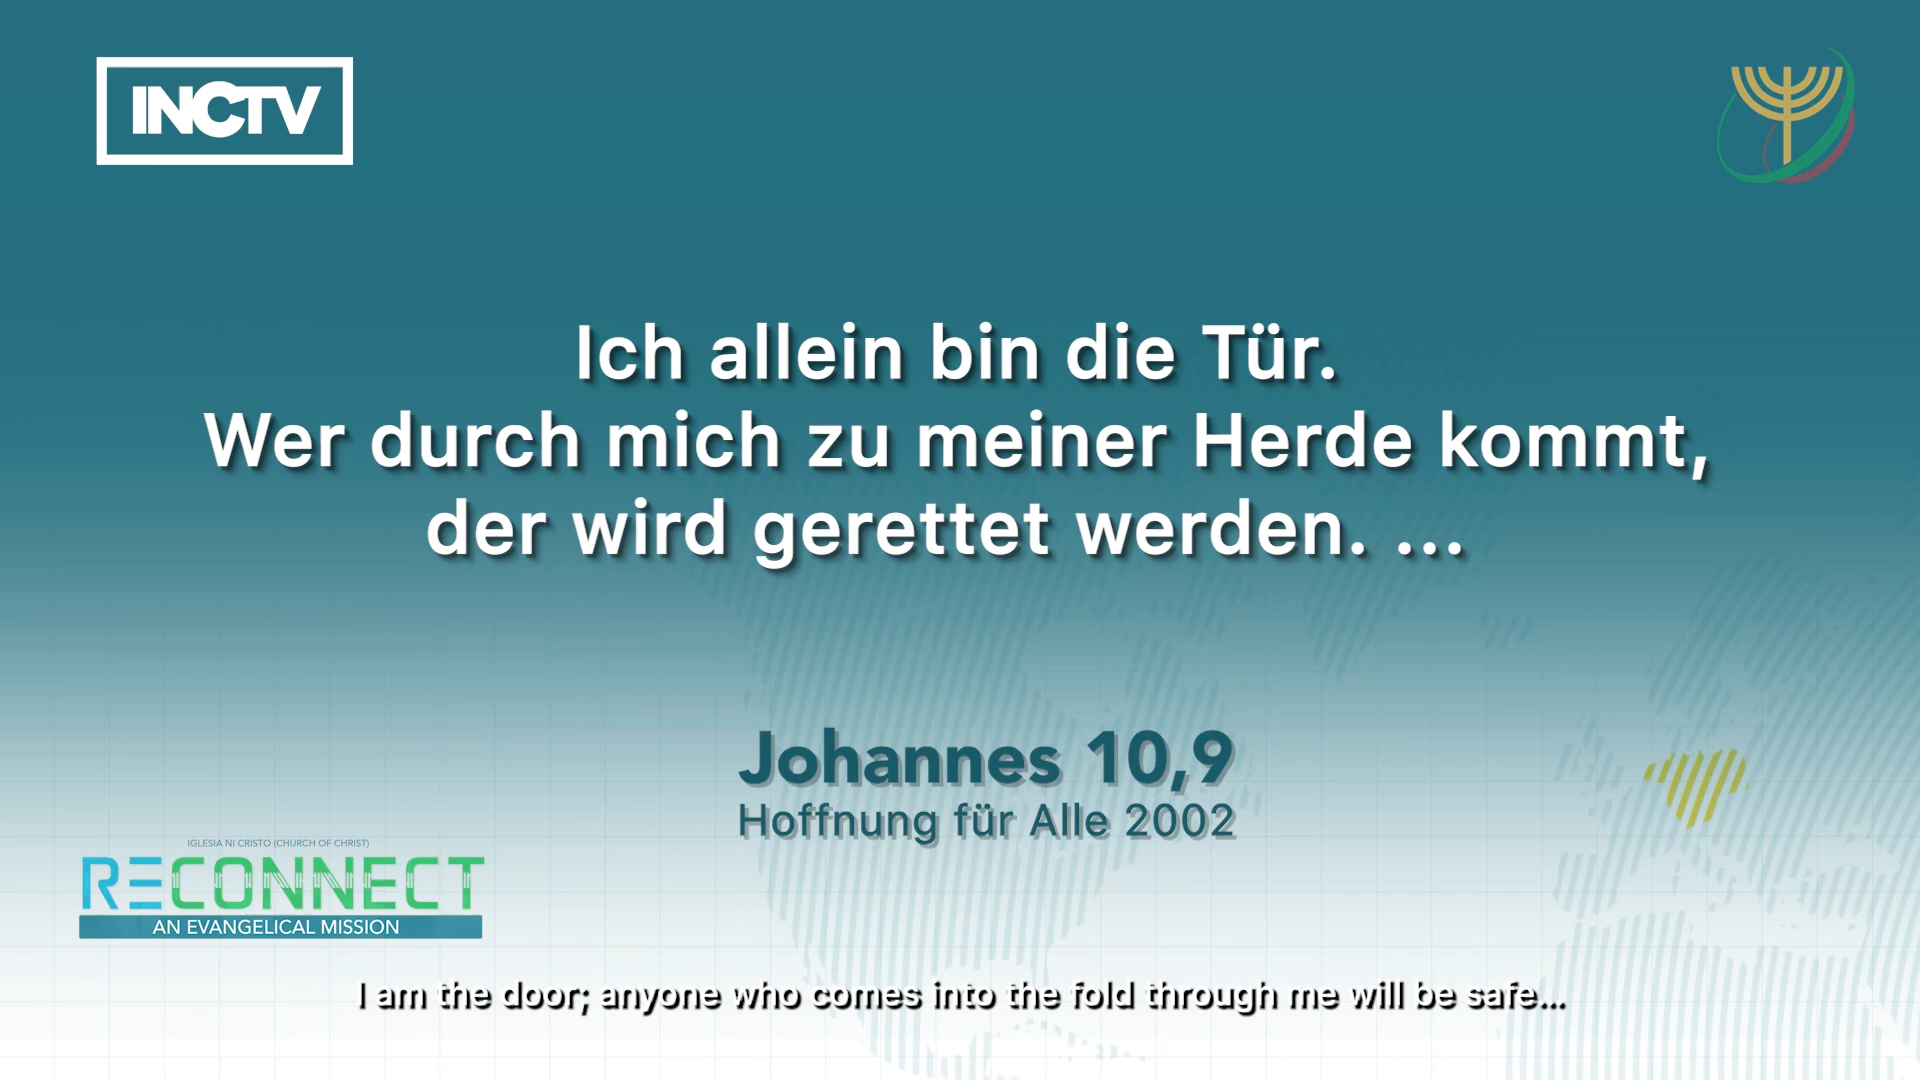 INCTV
Ich allein bin die Tür.
Wer durch mich zu meiner Herde kommt,
der wird gerettet werden. ...
Johannes 10,9
Hoffnung für Alle 2002
IGLESIA NI CRISTO (CHURCH OF CHRIST)
RECONNECT
AN EVANGELICAL MISSION
I am the door; anyone who comes into the fold through me will be safe...